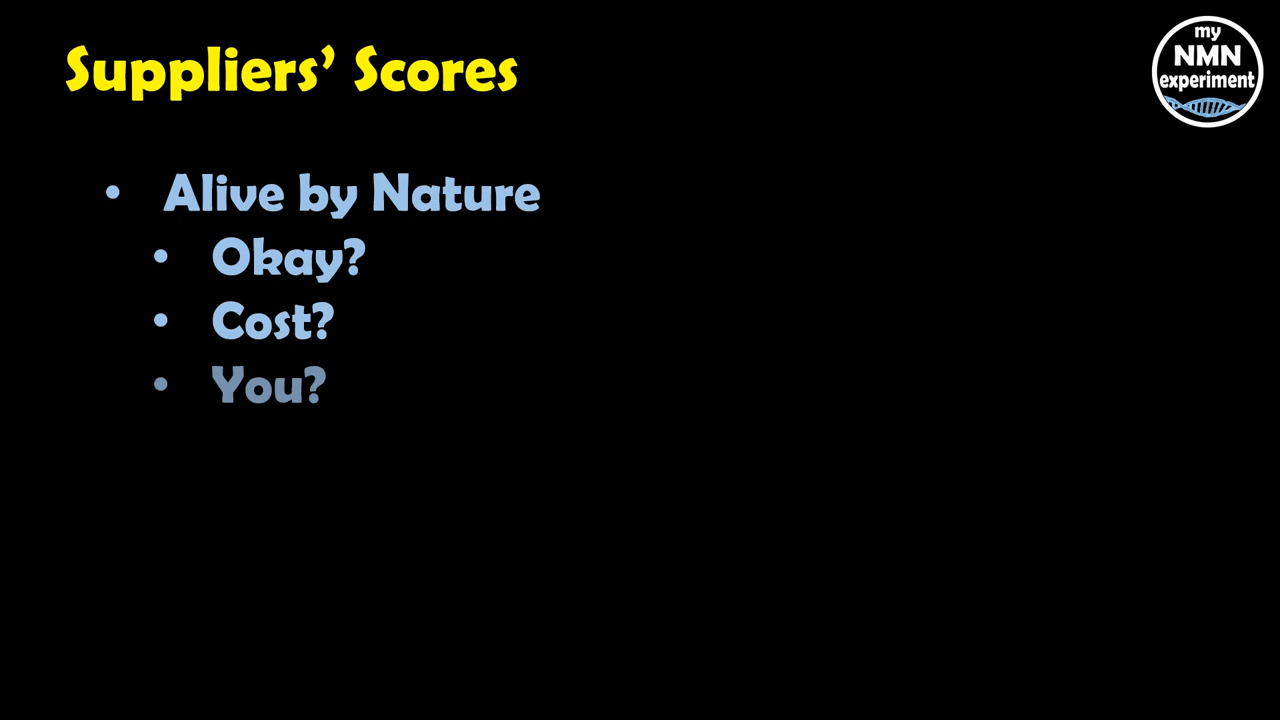 Suppliers’ Scores
my
NMN
experiment
• Alive by Nature
• Okay?
• Cost?
• You?